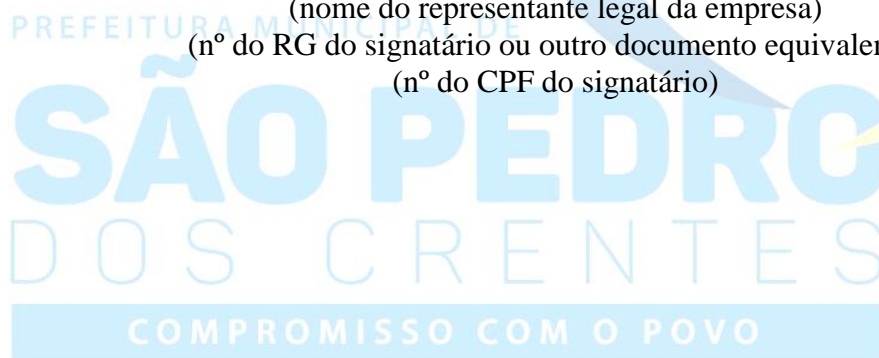 (nome do representante legal da empresa)
PREFEITURA MUNICIPAL DE
(nº do RG do signatário ou outro documento
(nº do CPF do signatário)
SÃO PEDRO
DOS CRENTES
COMPROMISSO COM O POVO